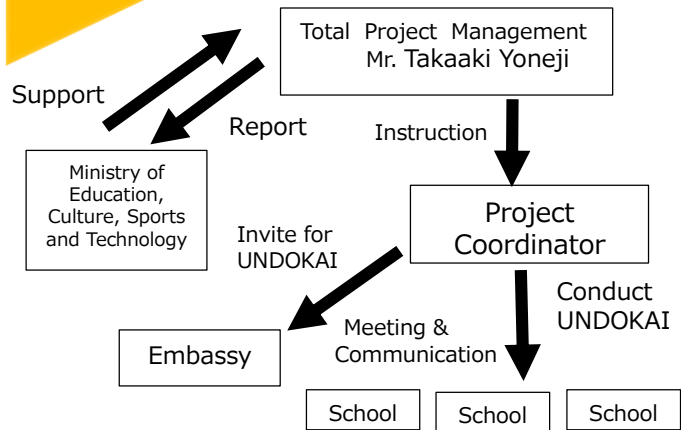 Total Project Management
Mr. Takaaki Yoneji
Support
Report
Instruction
Ministry of
Education,
Culture, Sports
and Technology
Project
Coordinator
Invite for
UNDOKAI
Conduct
UNDOKAI
Meeting &
Communication
Embassy
School
School
School